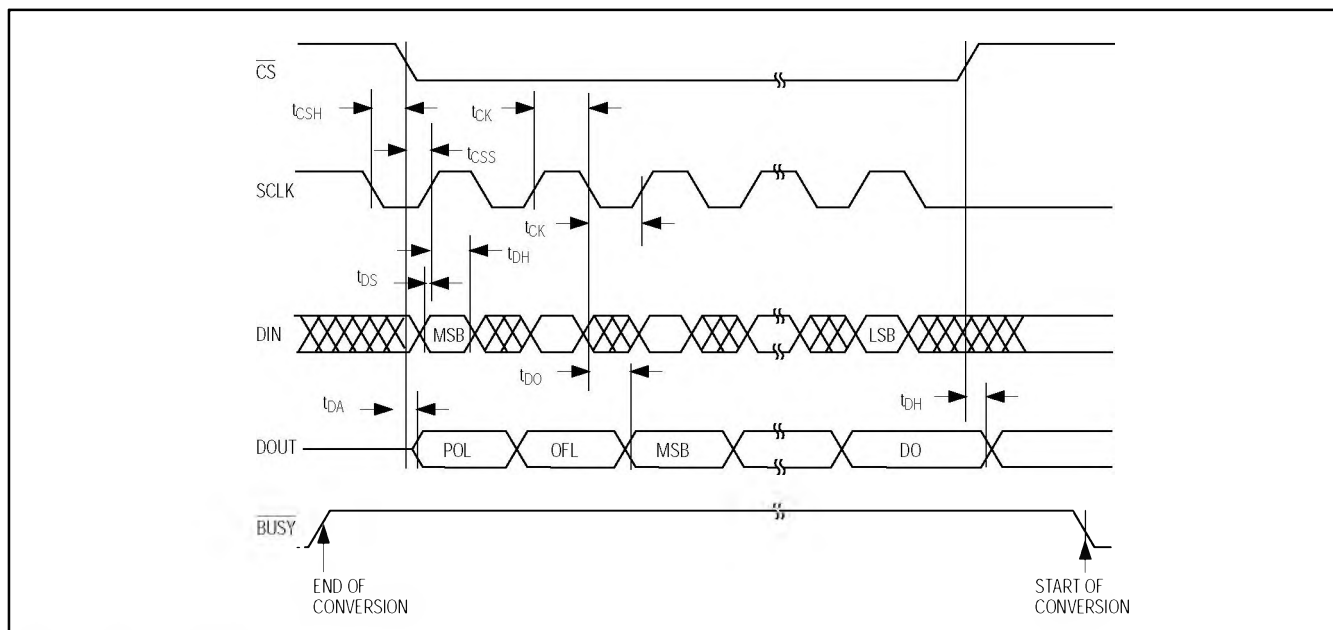 CS
tCSH
tCK
tCSS
SCLK
tCK
tDH
tDS
DIN
MSB
LSB
tDO
tDA
tDH
DOUT
POL
OFL
MSB
DO
BUSY
END OF
CONVERSION
START OF
CONVERSION